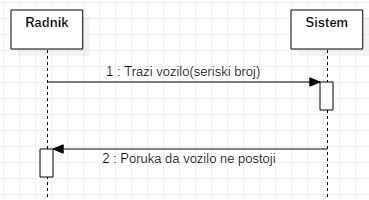 Radnik
Sistem
1 : Trazi vozilo(seriski broj)
2 : Poruka da vozilo ne postoji